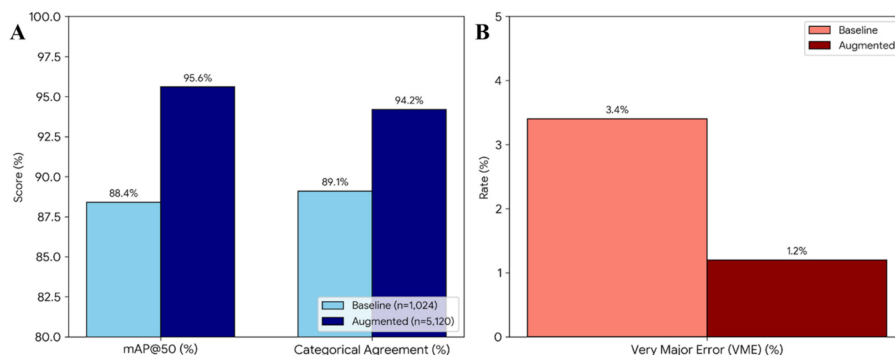 A
100.0
97.5
95.0
92.5
90.0
87.5
85.0
82.5
80.0
Score (%)
88.4%
95.6%
89.1%
94.2%
Baseline (n=1,024)
Augmented (n=5,120)
mAP@50 (%)
Categorical Agreement (%)
B
5
4
3
2
1
0
Rate (%)
Baseline
Augmented
3.4%
1.2%
Very Major Error (VME) (%)